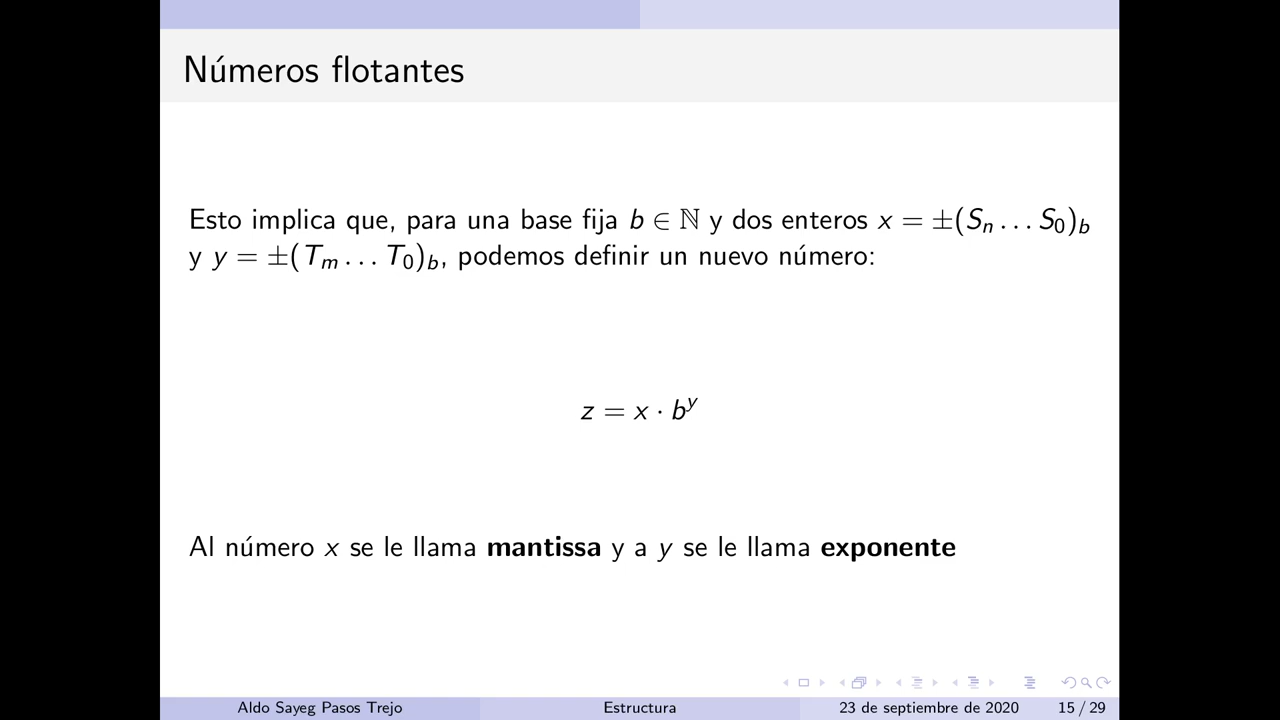 Números flotantes
Esto implica que, para una base fija b ∈ ℕ y dos enteros x = ±(Sₙ … S₀)_b
y y = ±(Tₘ … T₀)_b, podemos definir un nuevo número:
z = x · b^y
Al número x se le llama mantissa y a y se le llama exponente
Aldo Sayeg Pasos Trejo
Estructura
23 de septiembre de 2020
15 / 29